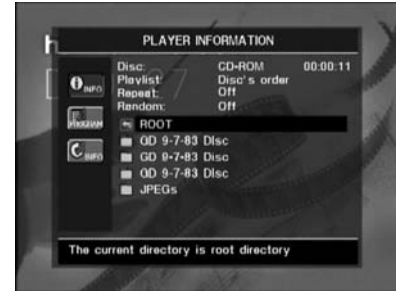 PLAYER INFORMATION
Disc: CD-ROM 00:00:11
Playlist: Disc's order
Repeat: Off
Random: Off
INFO
PROGRAM
INFO
ROOT
GD 9-7-83 Disc
GD 9-7-83 Disc
GD 9-7-83 Disc
JPEGs
The current directory is root directory